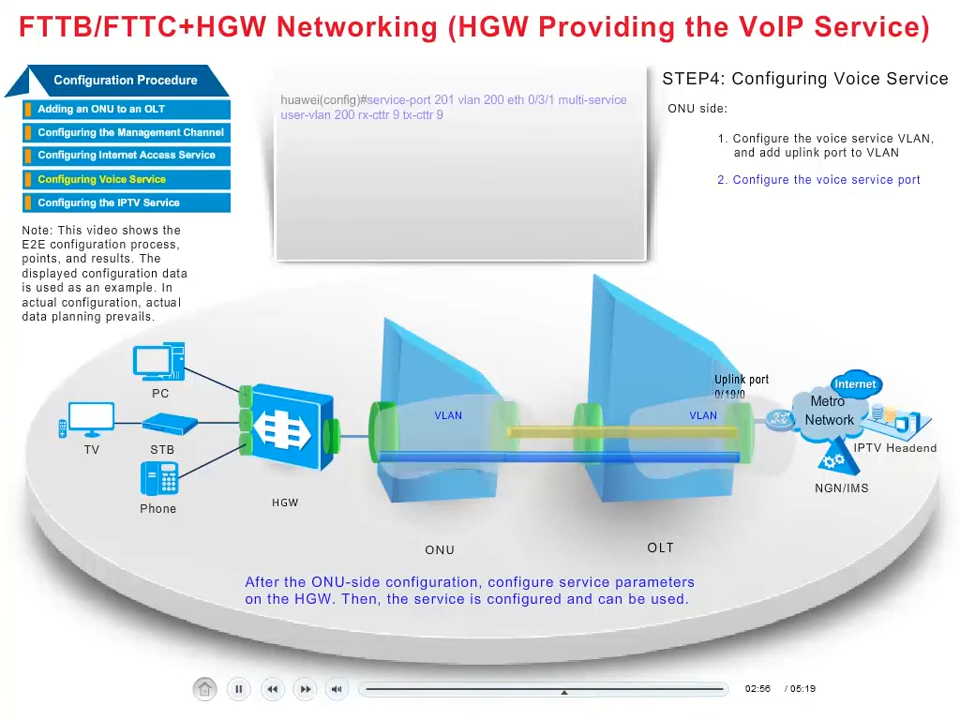 FTTB/FTTC+HGW Networking (HGW Providing the VoIP Service)
Configuration Procedure
Adding an ONU to an OLT
Configuring the Management Channel
Configuring Internet Access Service
Configuring Voice Service
Configuring the IPTV Service
Note: This video shows the
E2E configuration process,
points, and results. The
displayed configuration data
is used as an example. In
actual configuration, actual
data planning prevails.
huawei(config)#service-port 201 vlan 200 eth 0/3/1 multi-service
user-vlan 200 rx-cttr 9 tx-cttr 9
STEP4: Configuring Voice Service
ONU side:
1. Configure the voice service VLAN,
and add uplink port to VLAN
2. Configure the voice service port
PC
TV
STB
Phone
HGW
VLAN
ONU
Uplink port
0/19/0
VLAN
OLT
Internet
Metro
Network
IPTV Headend
NGN/IMS
After the ONU-side configuration, configure service parameters
on the HGW. Then, the service is configured and can be used.
02:56 / 05:19